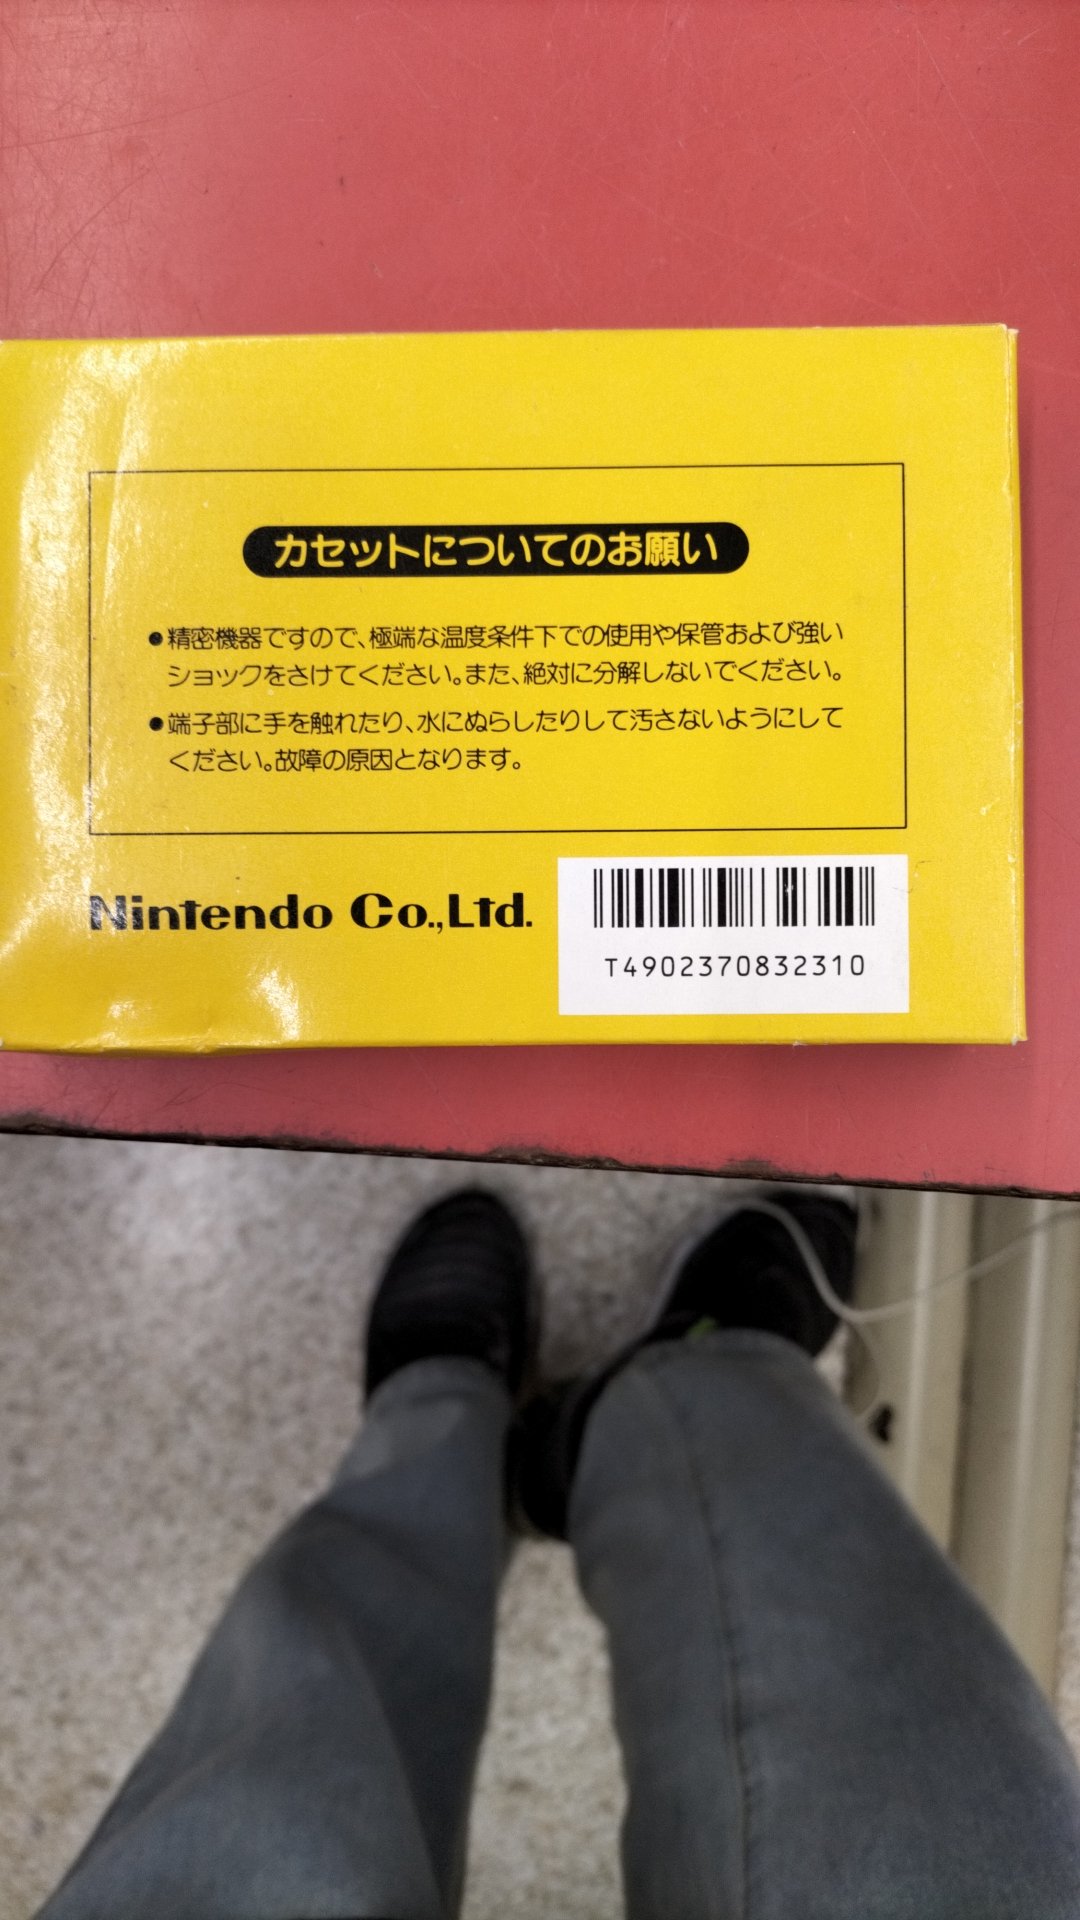 カセットについてのお願い
●精密機器ですので、極端な温度条件下での使用や保管および強い
ショックをさけてください。また、絶対に分解しないでください。
●端子部に手を触れたり、水にぬらしたりして汚さないようにして
ください。故障の原因となります。
Nintendo Co.,Ltd.
T4902370832310